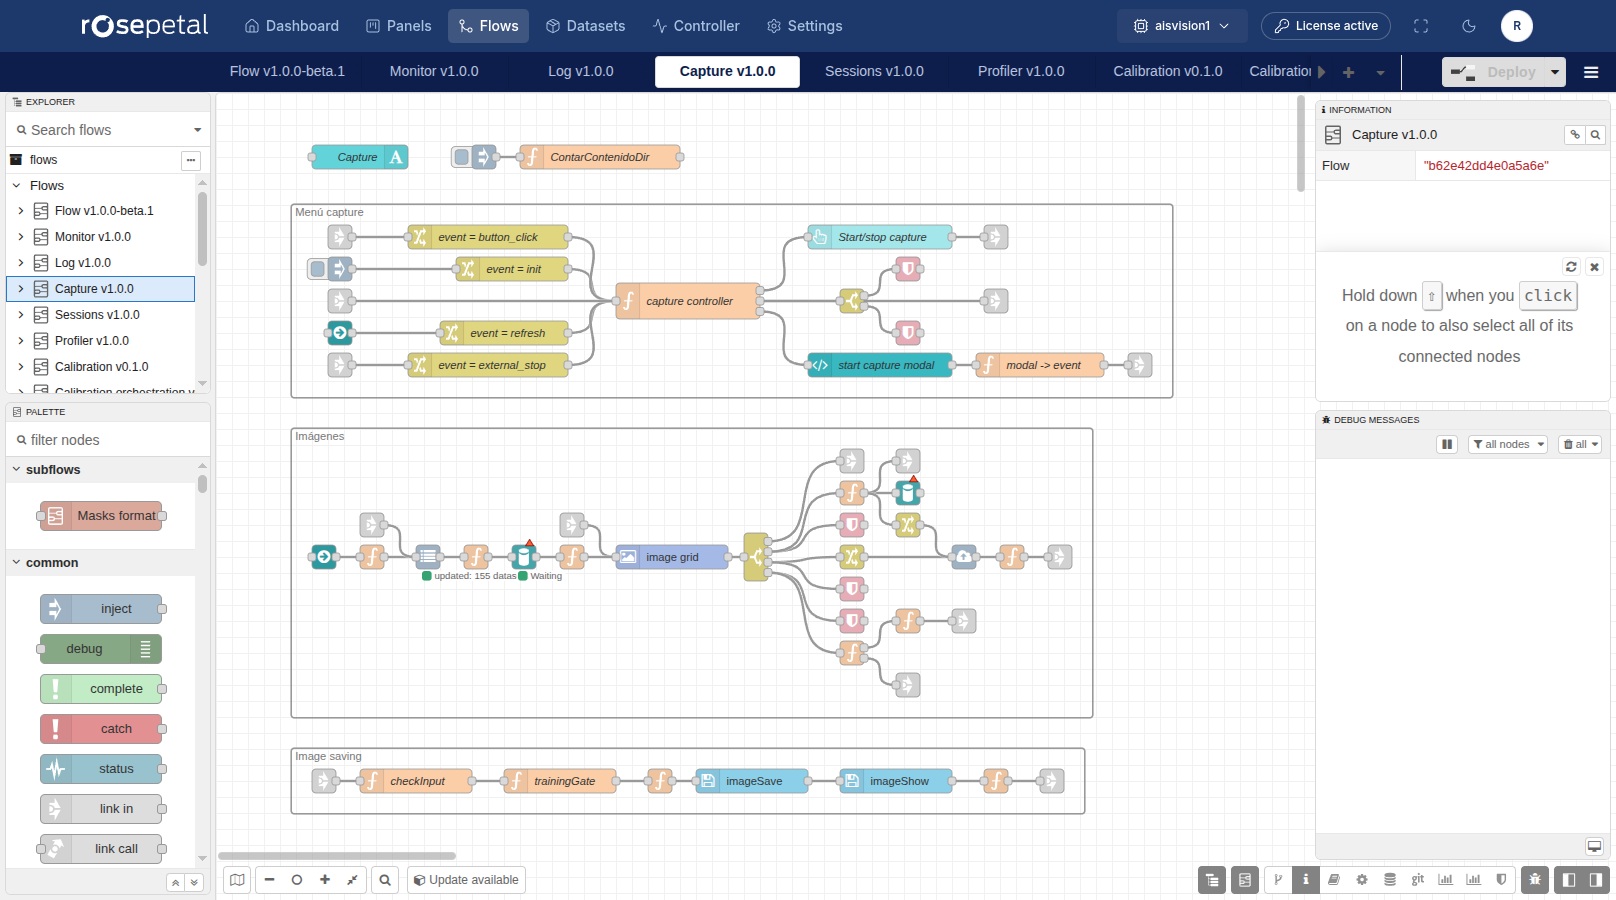 rosepetal
Dashboard
Panels
Flows
Datasets
Controller
Settings
aisvision1
License active
R
Flow v1.0.0-beta.1
Monitor v1.0.0
Log v1.0.0
Capture v1.0.0
Sessions v1.0.0
Profiler v1.0.0
Calibration v0.1.0
Calibration
Deploy
EXPLORER
Search flows
flows
Flows
Flow v1.0.0-beta.1
Monitor v1.0.0
Log v1.0.0
Capture v1.0.0
Sessions v1.0.0
Profiler v1.0.0
Calibration v0.1.0
Calibration orchestration v
PALETTE
filter nodes
subflows
Masks format
common
inject
debug
complete
catch
status
link in
link call
Capture
ContarContenidoDir
Menú capture
event = button_click
event = init
event = refresh
event = external_stop
capture controller
Start/stop capture
start capture modal
modal -> event
Imágenes
updated: 155 datas
Waiting
image grid
Image saving
checkInput
trainingGate
imageSave
imageShow
Update available
INFORMATION
Capture v1.0.0
Flow
"b62e42dd4e0a5a6e"
Hold down ⇧ when you click
on a node to also select all of its
connected nodes
DEBUG MESSAGES
all nodes
all
git